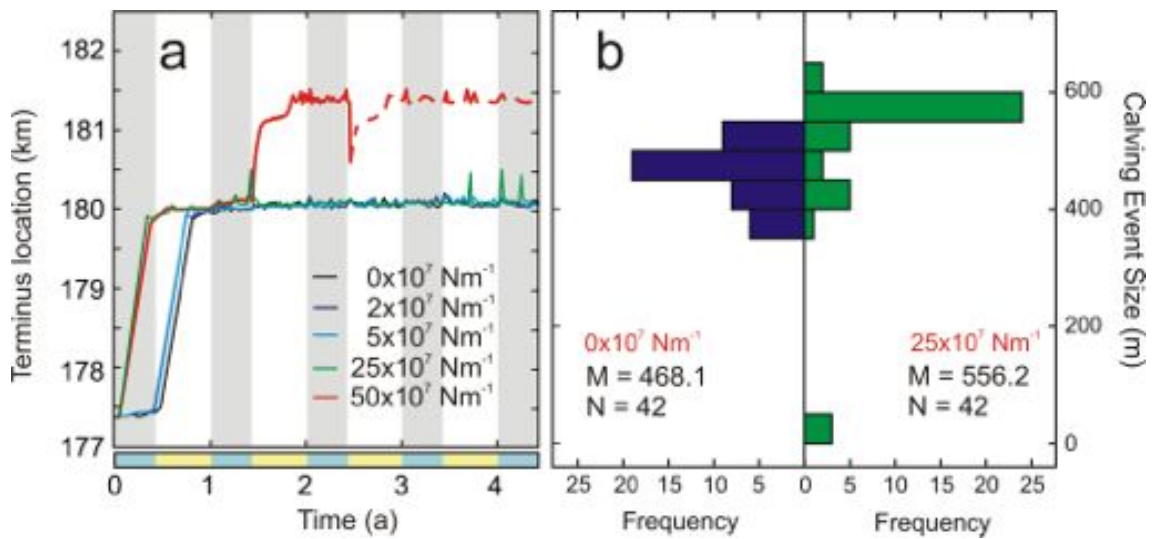 a
Terminus location (km)
182
181
180
179
178
177
0x10⁷ Nm⁻¹
2x10⁷ Nm⁻¹
5x10⁷ Nm⁻¹
25x10⁷ Nm⁻¹
50x10⁷ Nm⁻¹
0 1 2 3 4
Time (a)
b
0x10⁷ Nm⁻¹
M = 468.1
N = 42
25x10⁷ Nm⁻¹
M = 556.2
N = 42
25 20 15 10 5 0 5 10 15 20 25
Frequency Frequency
600
400
200
0
Calving Event Size (m)